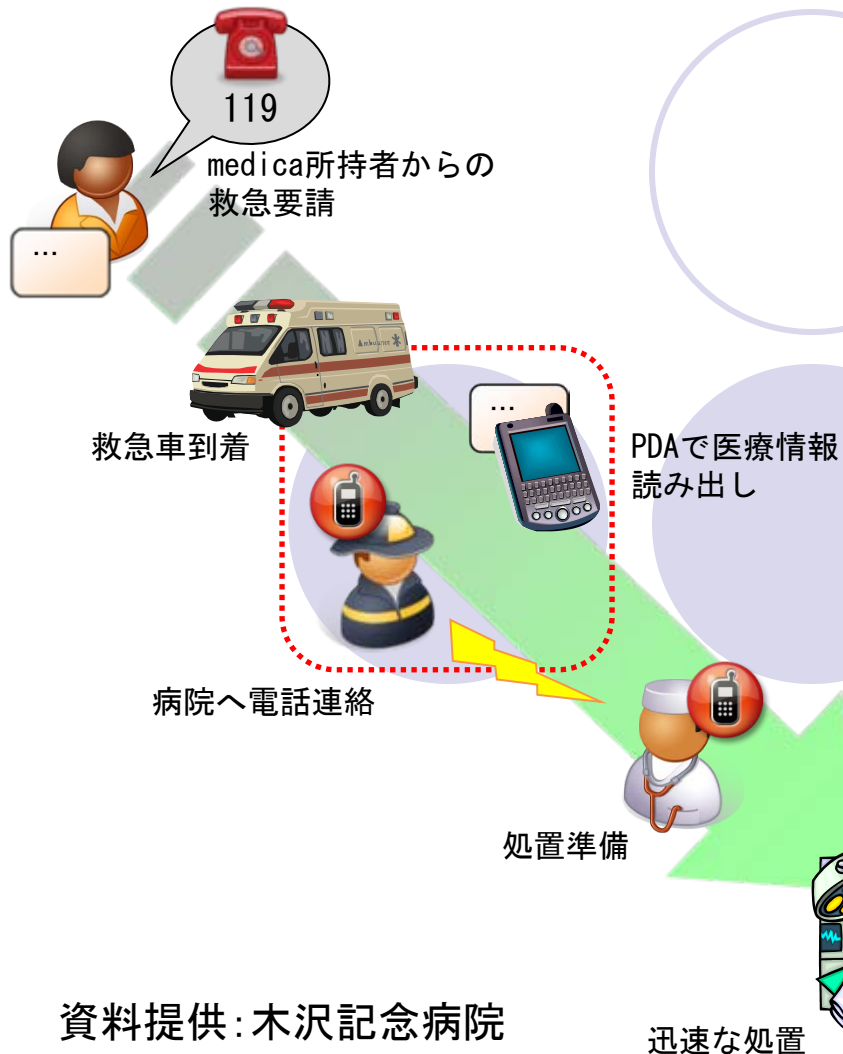 119
medica所持者からの
救急要請
…
Ambulance
救急車到着
…
PDAで医療情報
読み出し
病院へ電話連絡
処置準備
迅速な処置
資料提供:木沢記念病院